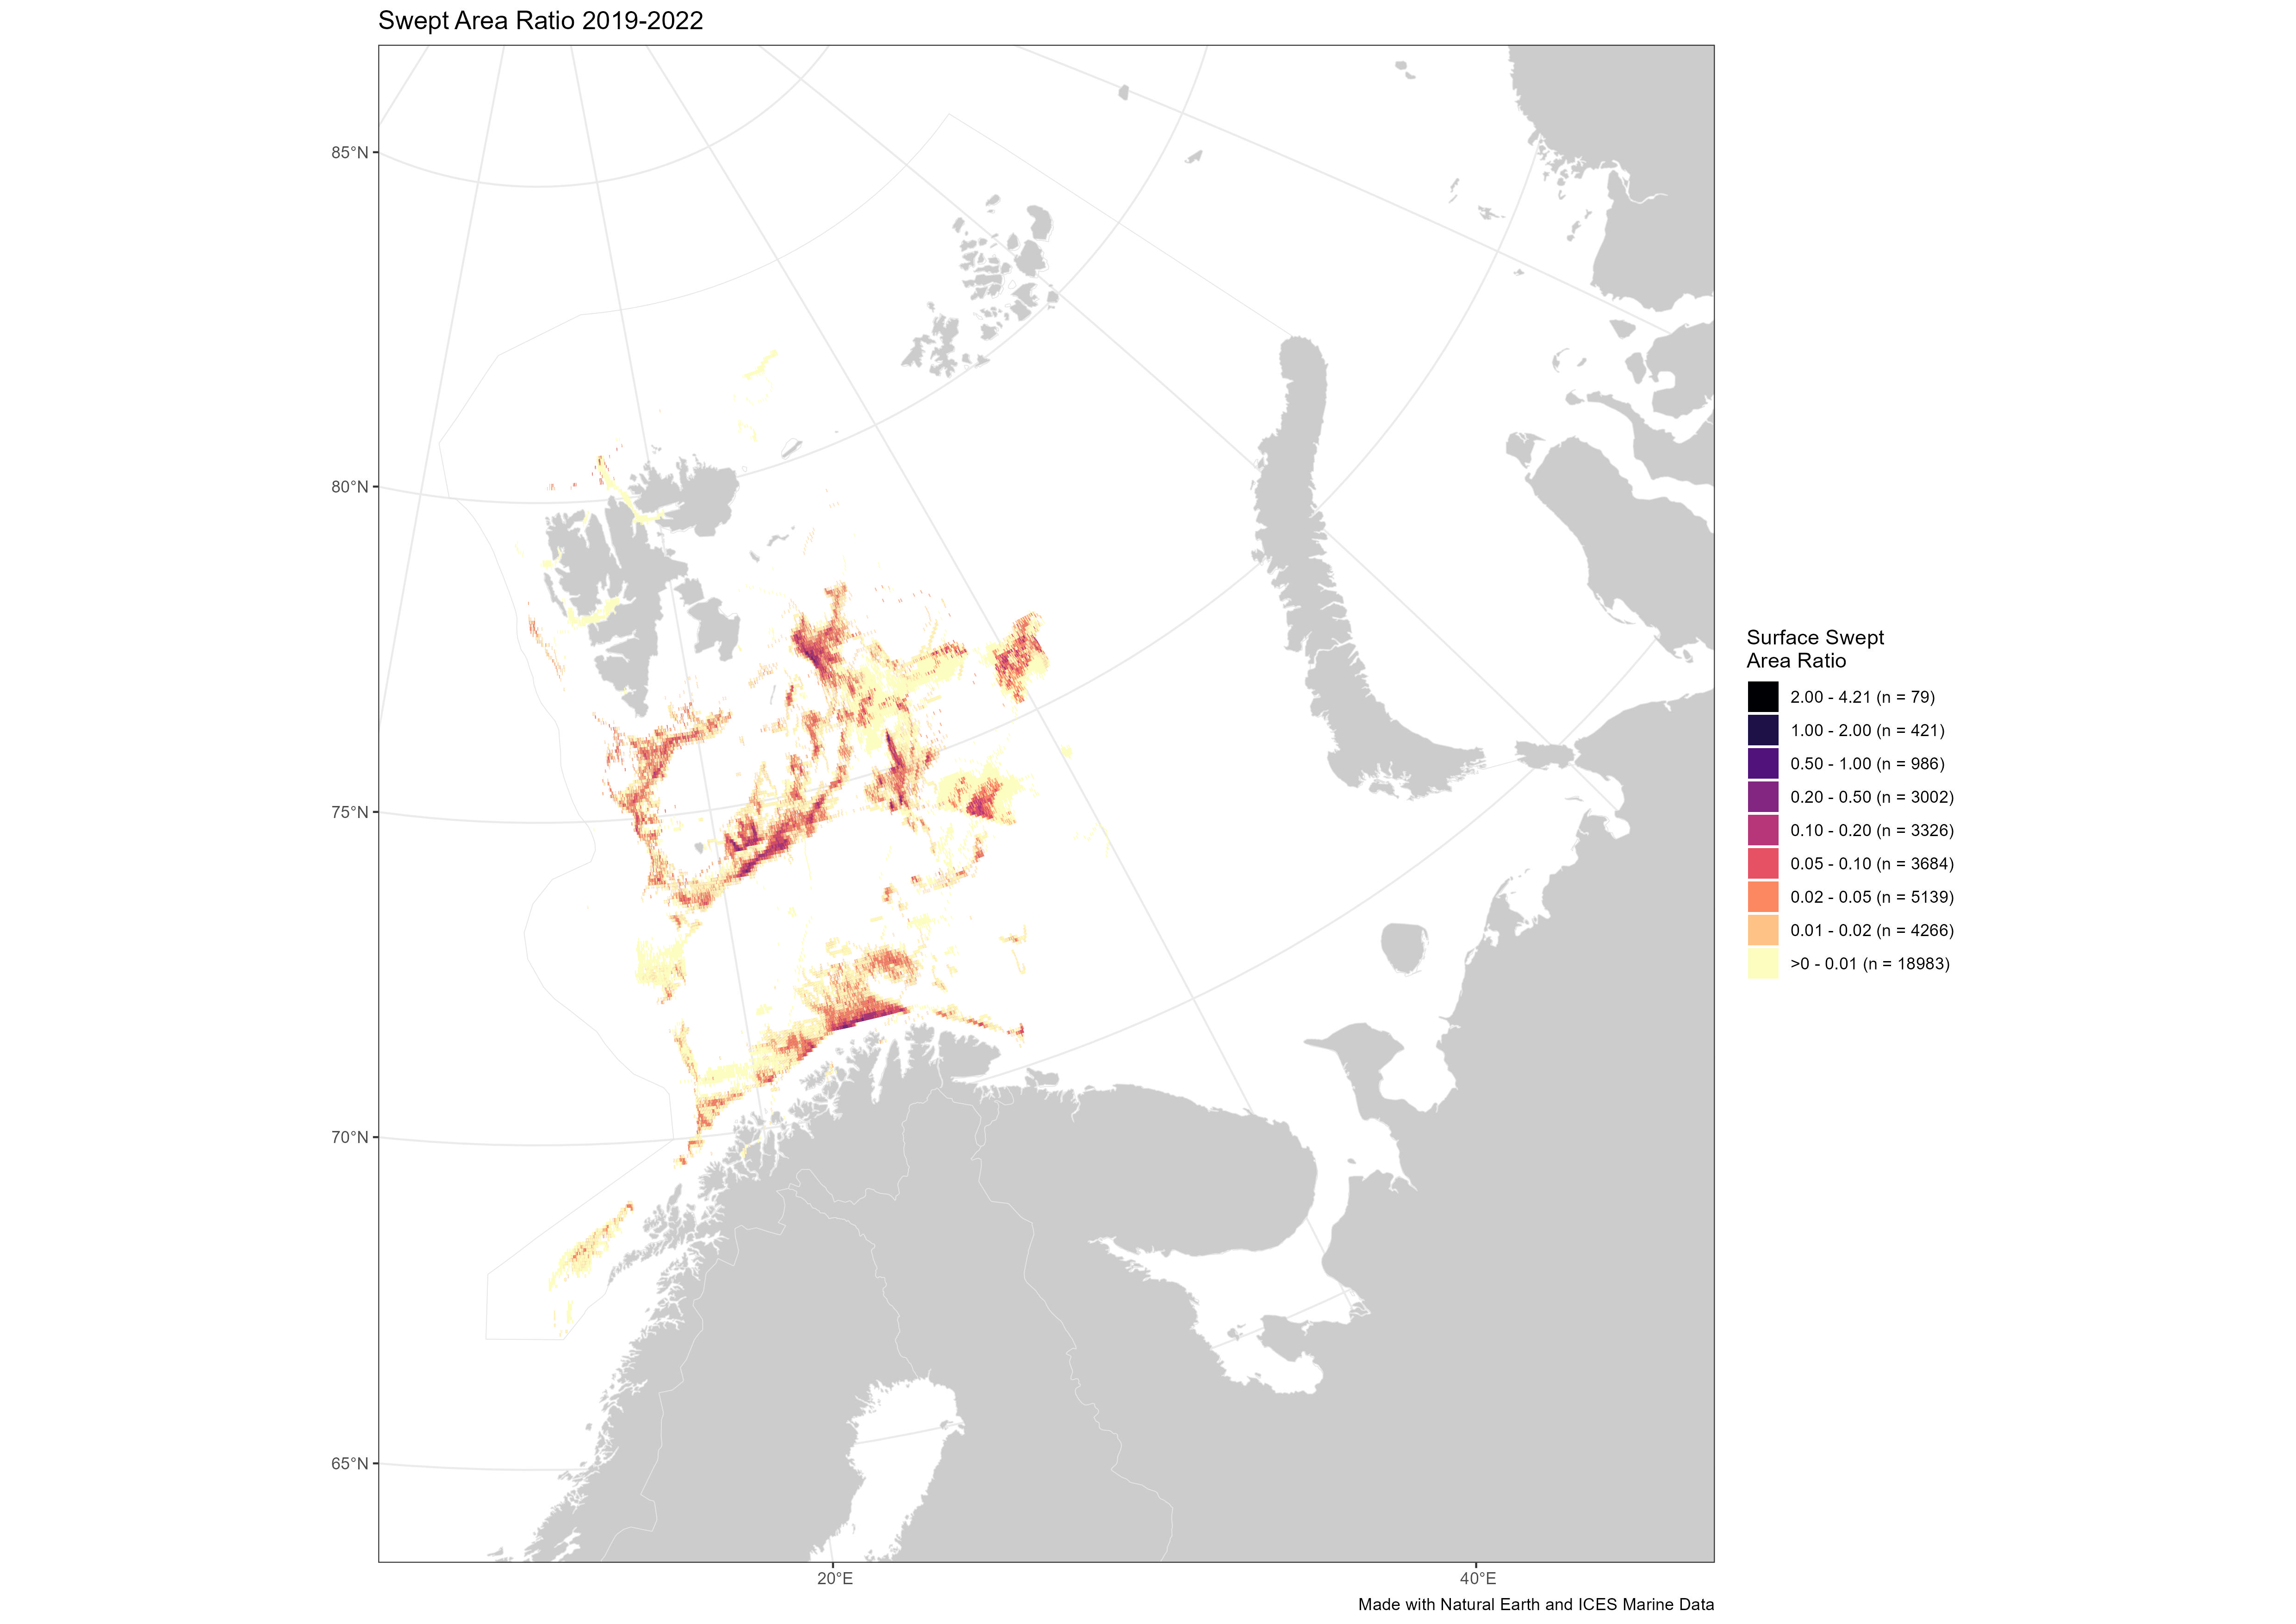 Swept Area Ratio 2019-2022
85°N
80°N
75°N
70°N
65°N
20°E
40°E
Surface Swept
Area Ratio
2.00 - 4.21 (n = 79)
1.00 - 2.00 (n = 421)
0.50 - 1.00 (n = 986)
0.20 - 0.50 (n = 3002)
0.10 - 0.20 (n = 3326)
0.05 - 0.10 (n = 3684)
0.02 - 0.05 (n = 5139)
0.01 - 0.02 (n = 4266)
>0 - 0.01 (n = 18983)
Made with Natural Earth and ICES Marine Data